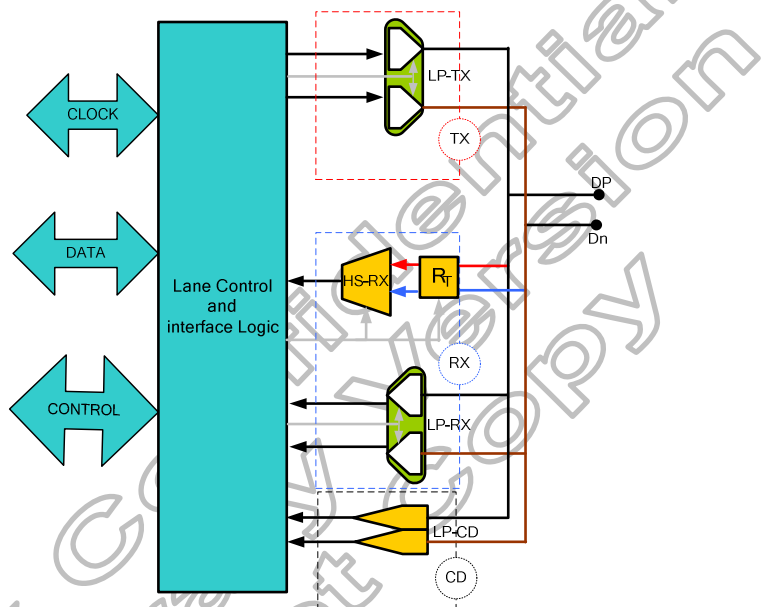 CLOCK
DATA
CONTROL
Lane Control
and
interface Logic
LP-TX
TX
DP
Dn
HS-RX
RT
RX
LP-RX
LP-CD
CD
Confidential
Version
Copy